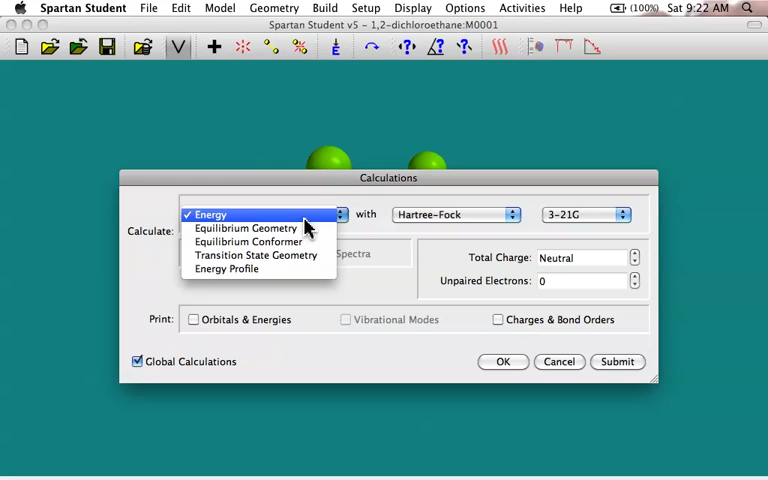 Spartan Student File Edit Model Geometry Build Setup Display Options Activities Help (100%) Sat 9:22 AM
Spartan Student v5 - 1,2-dichloroethane:M0001
Calculations
✓ Energy with Hartree-Fock 3-21G
Equilibrium Geometry
Calculate:
Equilibrium Conformer
Transition State Geometry Spectra Total Charge: Neutral
Energy Profile
Unpaired Electrons: 0
Print: Orbitals & Energies Vibrational Modes Charges & Bond Orders
Global Calculations OK Cancel Submit